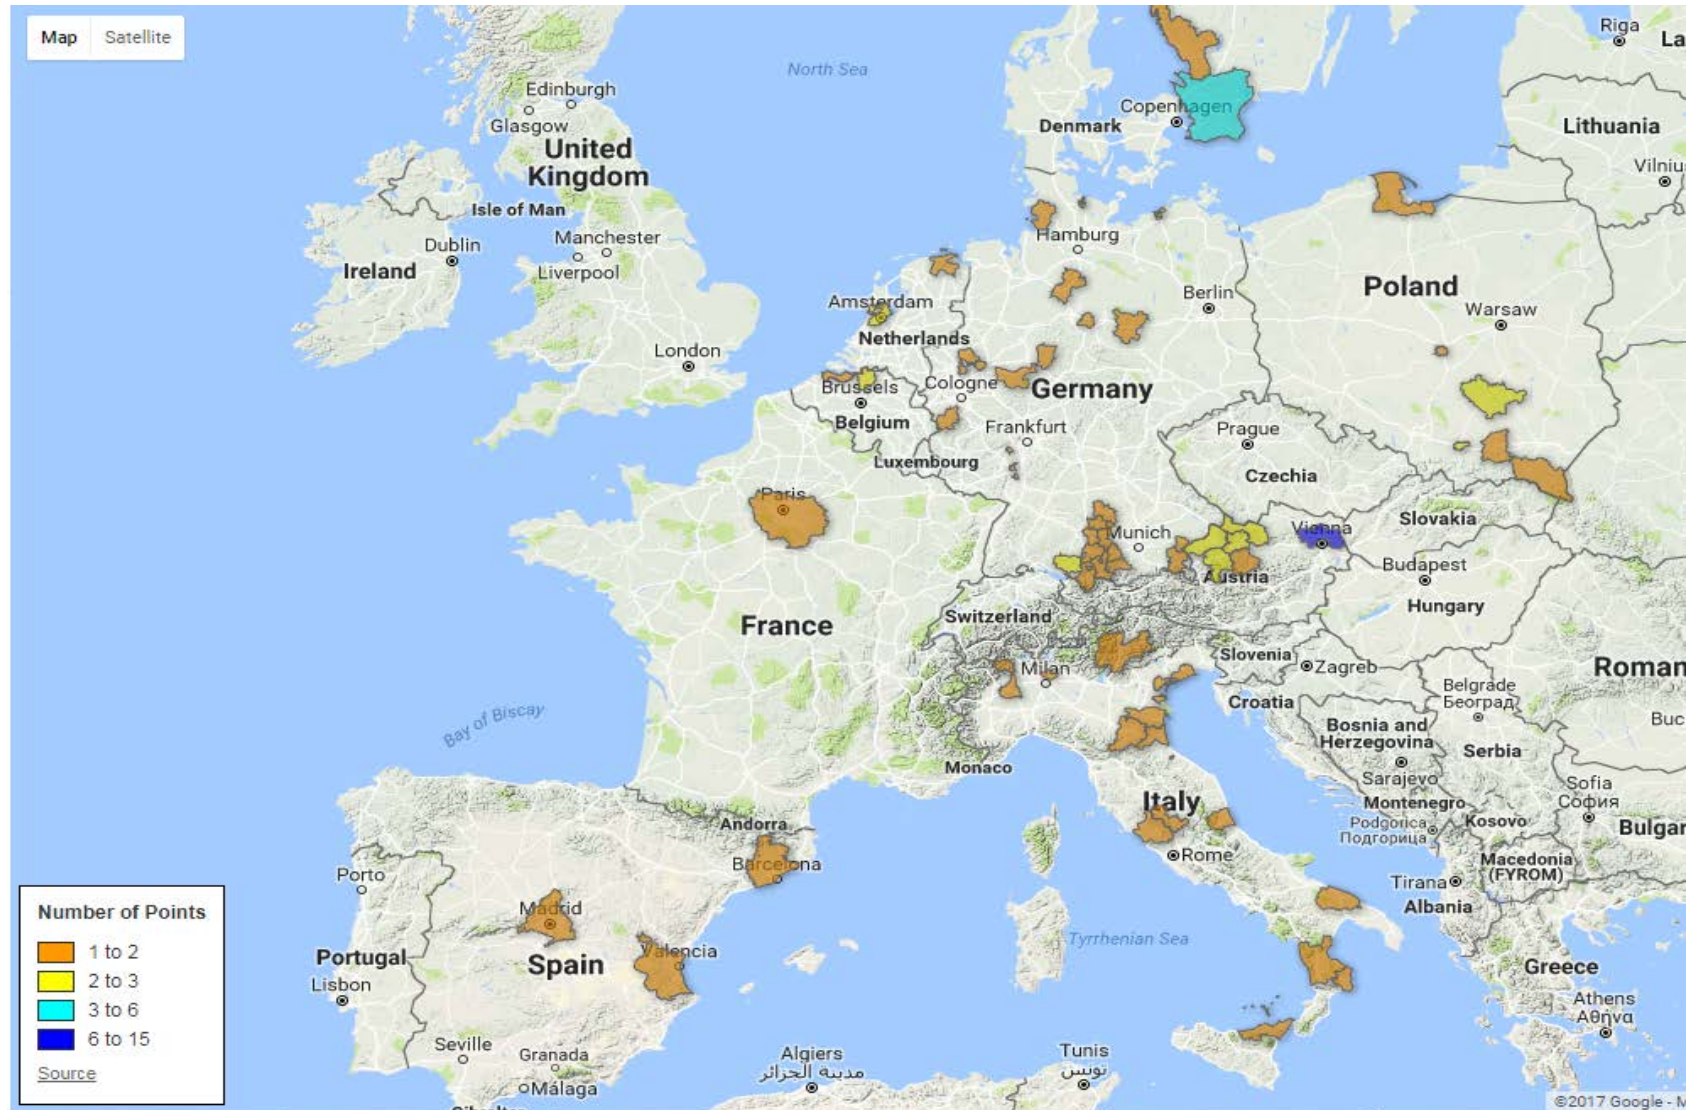 Map
Satellite
North Sea
Riga
La
Edinburgh
Glasgow
Copenhagen
Denmark
Lithuania
United
Kingdom
Vilniu
Isle of Man
Dublin
Manchester
Liverpool
Ireland
Hamburg
Amsterdam
Netherlands
Berlin
Poland
Warsaw
London
Brussels
Belgium
Cologne
Germany
Frankfurt
Luxembourg
Prague
Czechia
Paris
Munich
Vienna
Slovakia
Austria
Budapest
Hungary
France
Switzerland
Milan
Slovenia
Zagreb
Croatia
Roman
Belgrade
Београд
Buc
Bay of Biscay
Bosnia and
Herzegovina
Serbia
Monaco
Sarajevo
Sofia
София
Italy
Montenegro
Podgorica
Подгорица
Kosovo
Bulgar
Andorra
Barcelona
Rome
Macedonia
(FYROM)
Tirana
Albania
Porto
Madrid
Valencia
Portugal
Lisbon
Spain
Tyrrhenian Sea
Greece
Athens
Αθήνα
Seville
Granada
Málaga
Gibraltar
Algiers
مدينة الجزائر
Tunis
تونس
Number of Points
1 to 2
2 to 3
3 to 6
6 to 15
Source
©2017 Google - M